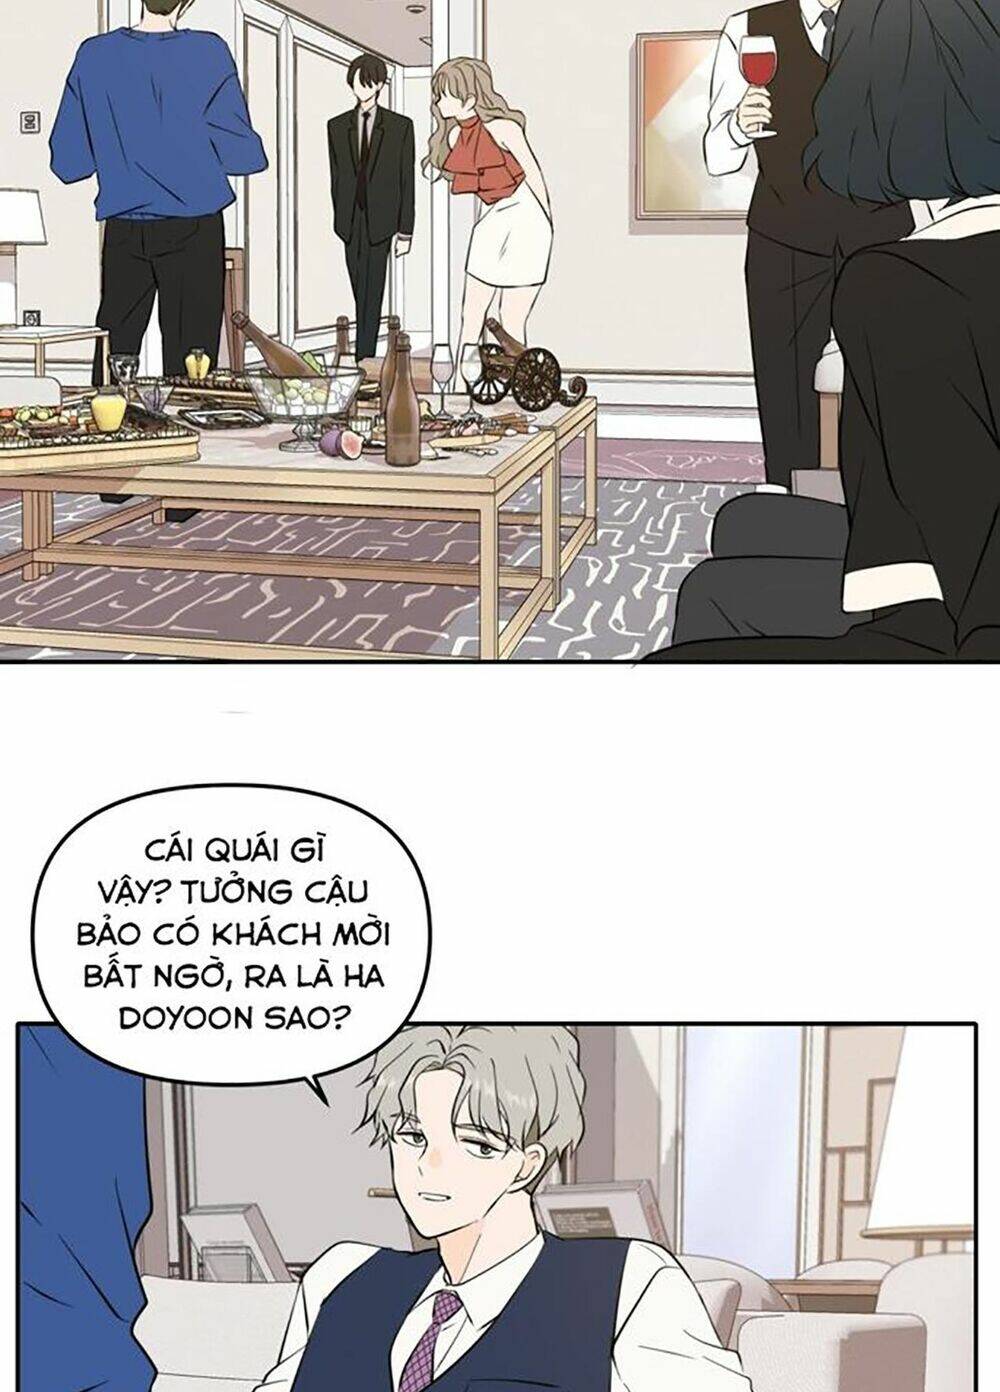 CÁI QUÁI GÌ
VẬY? TƯỞNG CẬU
BẢO CÓ KHÁCH MỜI
BẤT NGỜ, RA LÀ HA
DOYOON SAO?